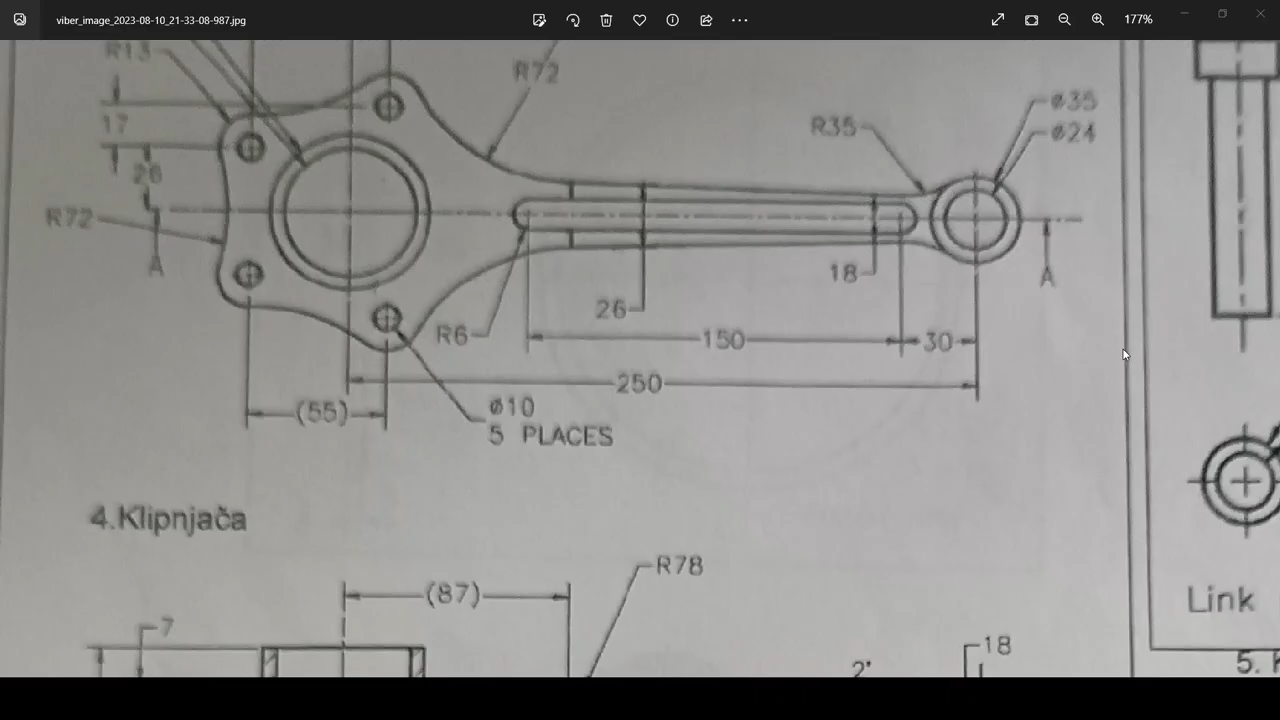 viber_image_2023-08-10_21-33-08-987.jpg
177%
R13
R72
17
26
R72
A
R35
ø35
ø24
18
A
26
R6
150
30
250
(55)
ø10
5 PLACES
4.Klipnjača
R78
(87)
7
18
2°
Link
5.